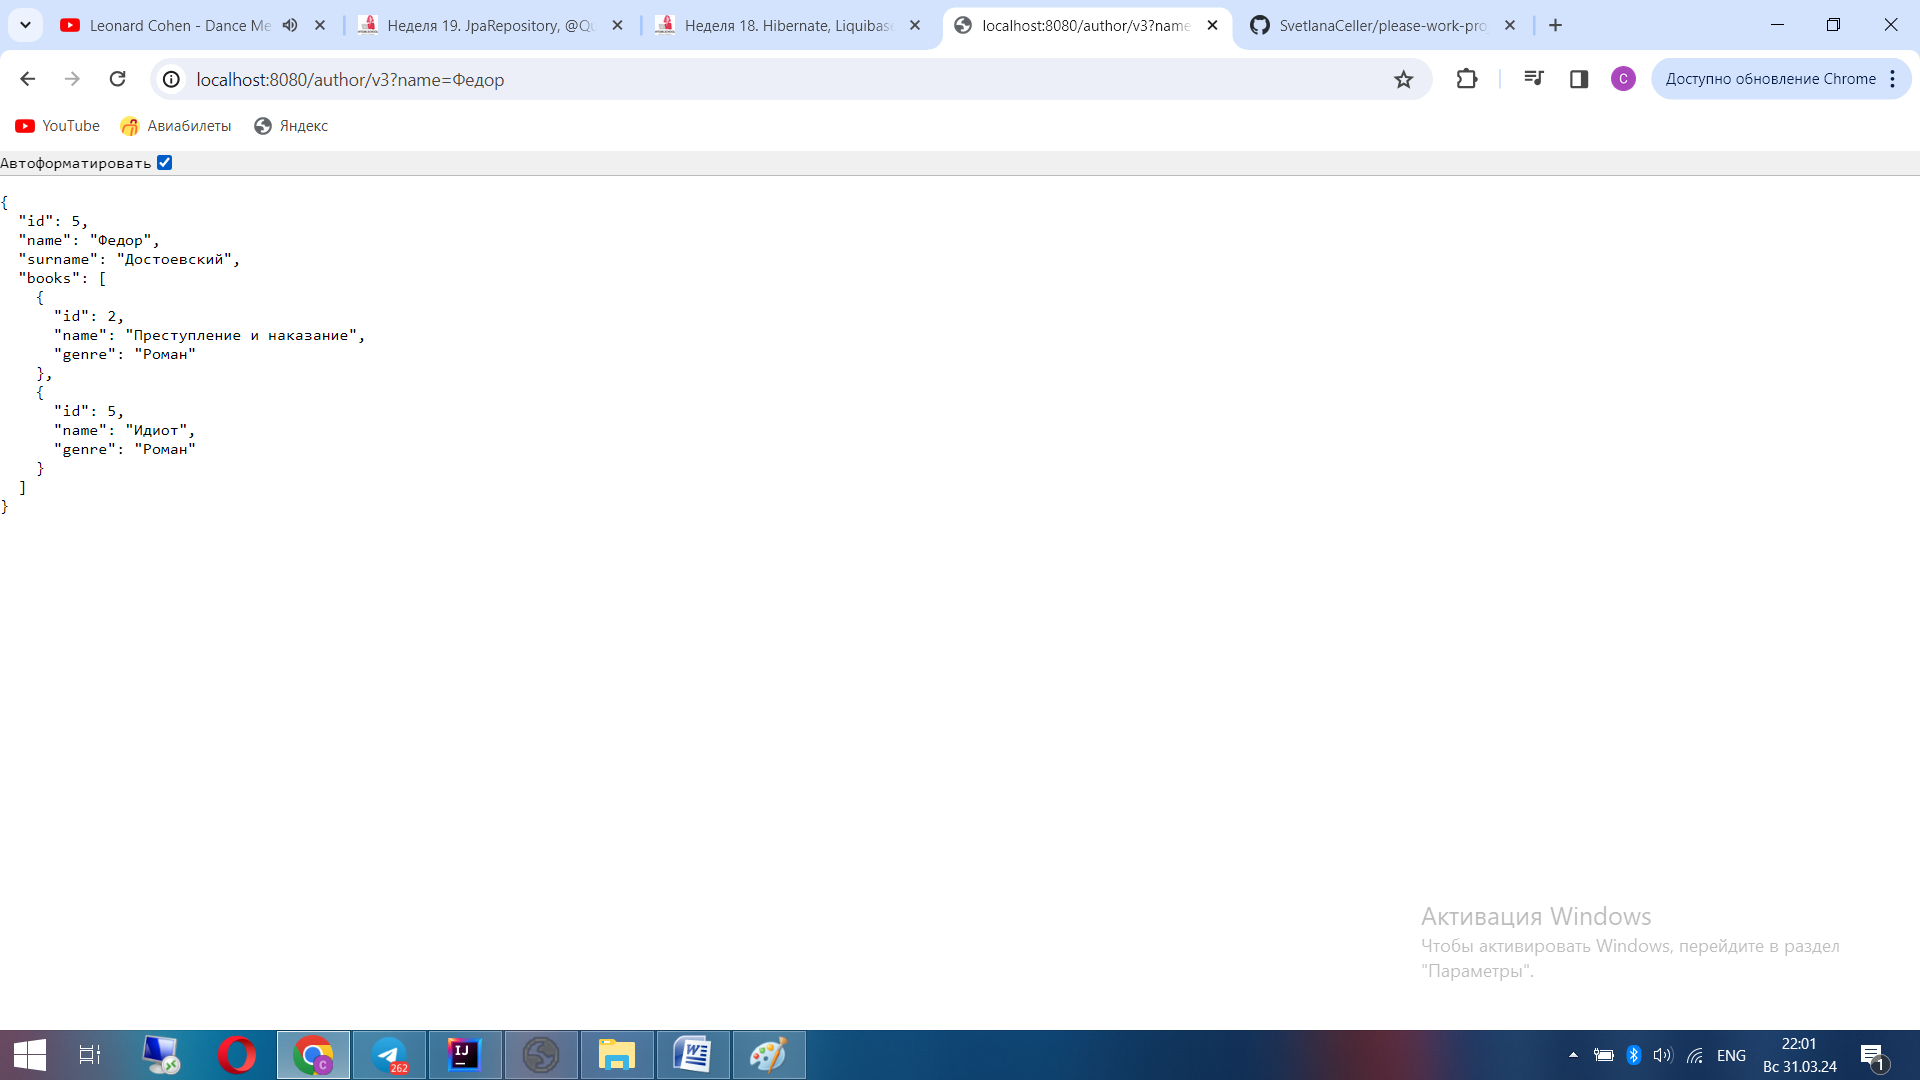 Leonard Cohen - Dance Me
Неделя 19. JpaRepository, @Qu
Неделя 18. Hibernate, Liquibas
localhost:8080/author/v3?name
SvetlanaCeller/please-work-pro
localhost:8080/author/v3?name=Федор
C
Доступно обновление Chrome
YouTube
Авиабилеты
Яндекс
Автоформатировать
{
"id": 5,
"name": "Федор",
"surname": "Достоевский",
"books": [
{
"id": 2,
"name": "Преступление и наказание",
"genre": "Роман"
},
{
"id": 5,
"name": "Идиот",
"genre": "Роман"
}
]
}
Активация Windows
Чтобы активировать Windows, перейдите в раздел
"Параметры".
C
262
IJ
W
ENG
22:01
Вс 31.03.24
1